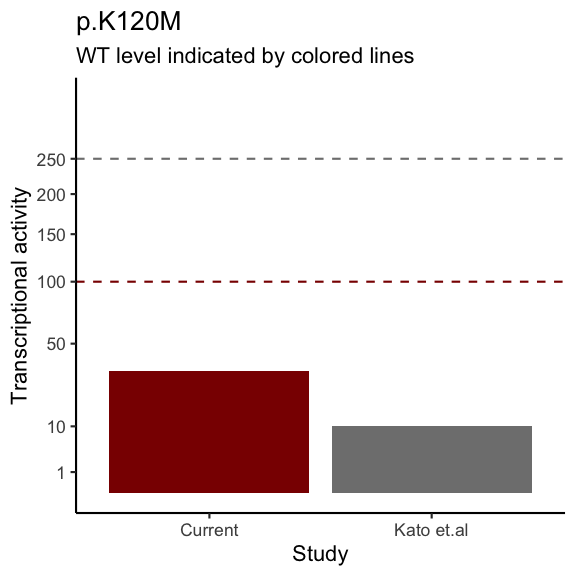 p.K120M
WT level indicated by colored lines
Transcriptional activity
250
200
150
100
50
10
1
Current
Kato et.al
Study